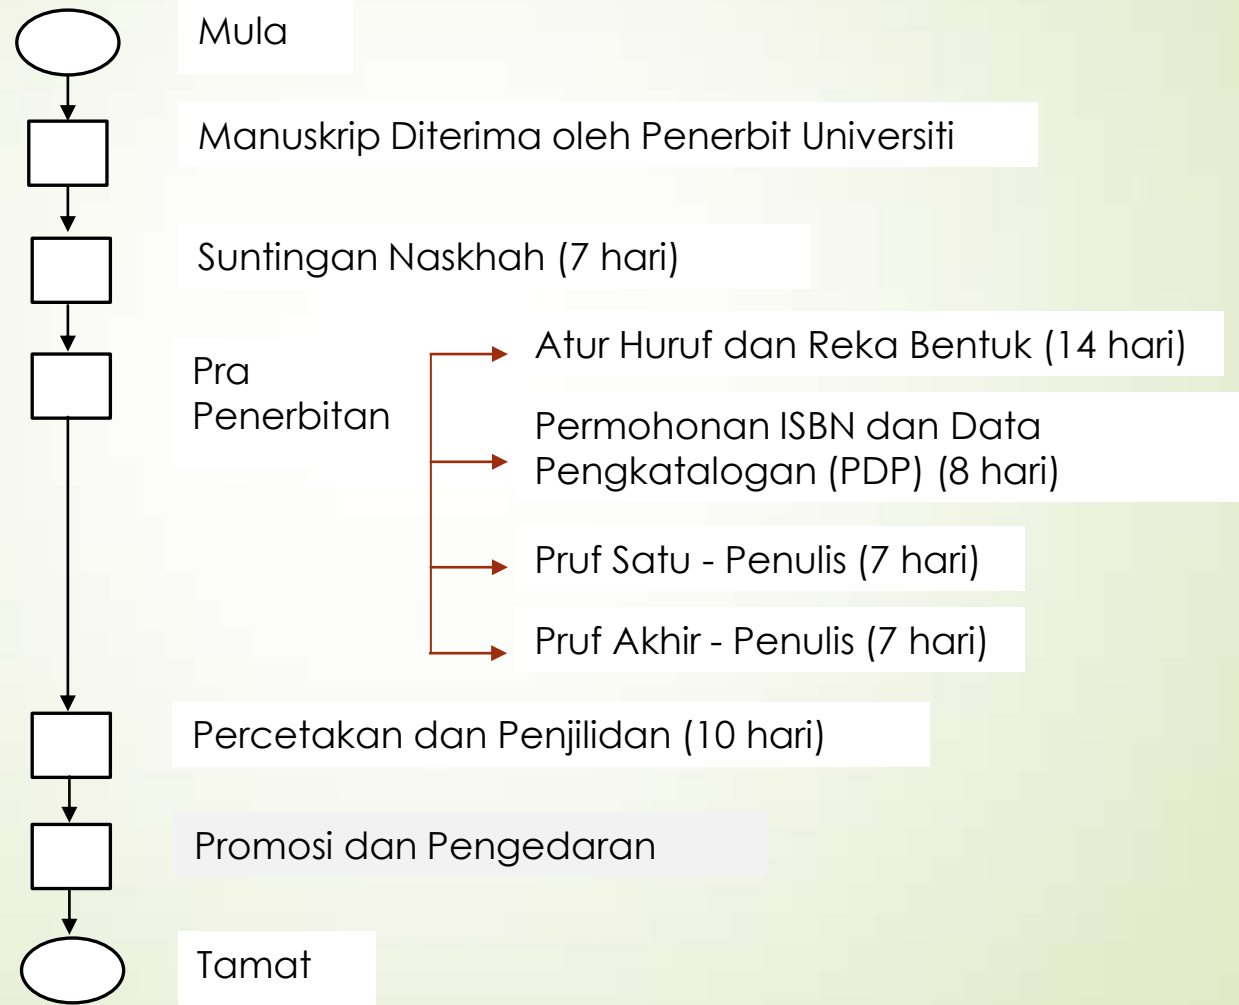 Mula
Manuskrip Diterima oleh Penerbit Universiti
Suntingan Naskhah (7 hari)
Pra
Penerbitan
Atur Huruf dan Reka Bentuk (14 hari)
Permohonan ISBN dan Data
Pengkatalogan (PDP) (8 hari)
Pruf Satu - Penulis (7 hari)
Pruf Akhir - Penulis (7 hari)
Percetakan dan Penjilidan (10 hari)
Promosi dan Pengedaran
Tamat